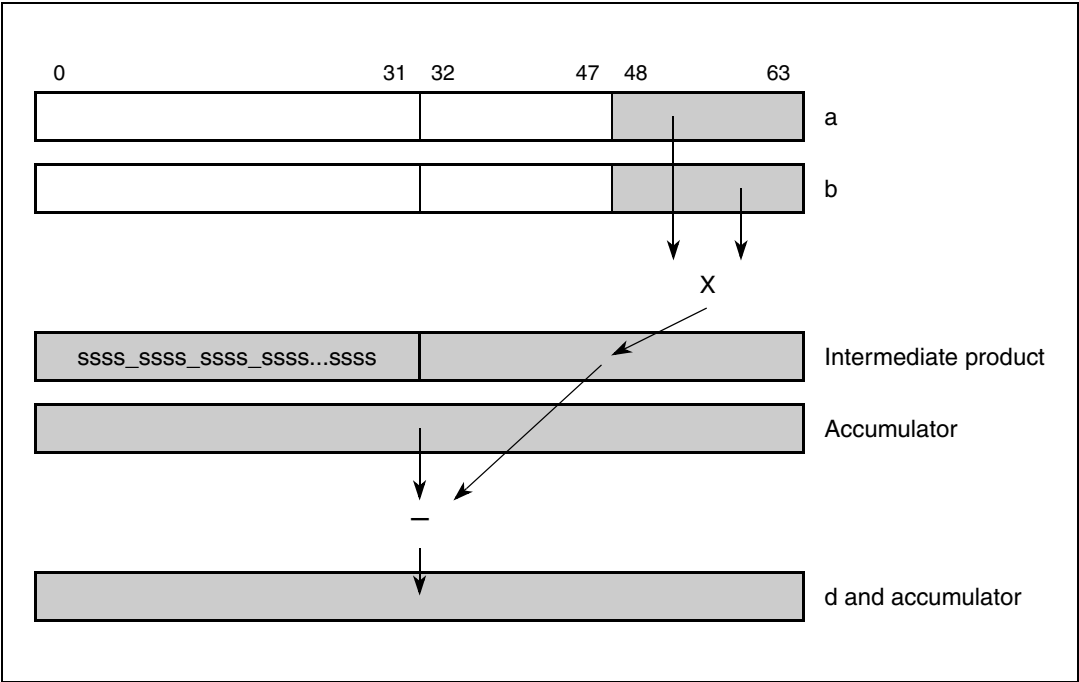 0 31 32 47 48 63
a
b
X
ssss_ssss_ssss_ssss...ssss Intermediate product
Accumulator
–
d and accumulator